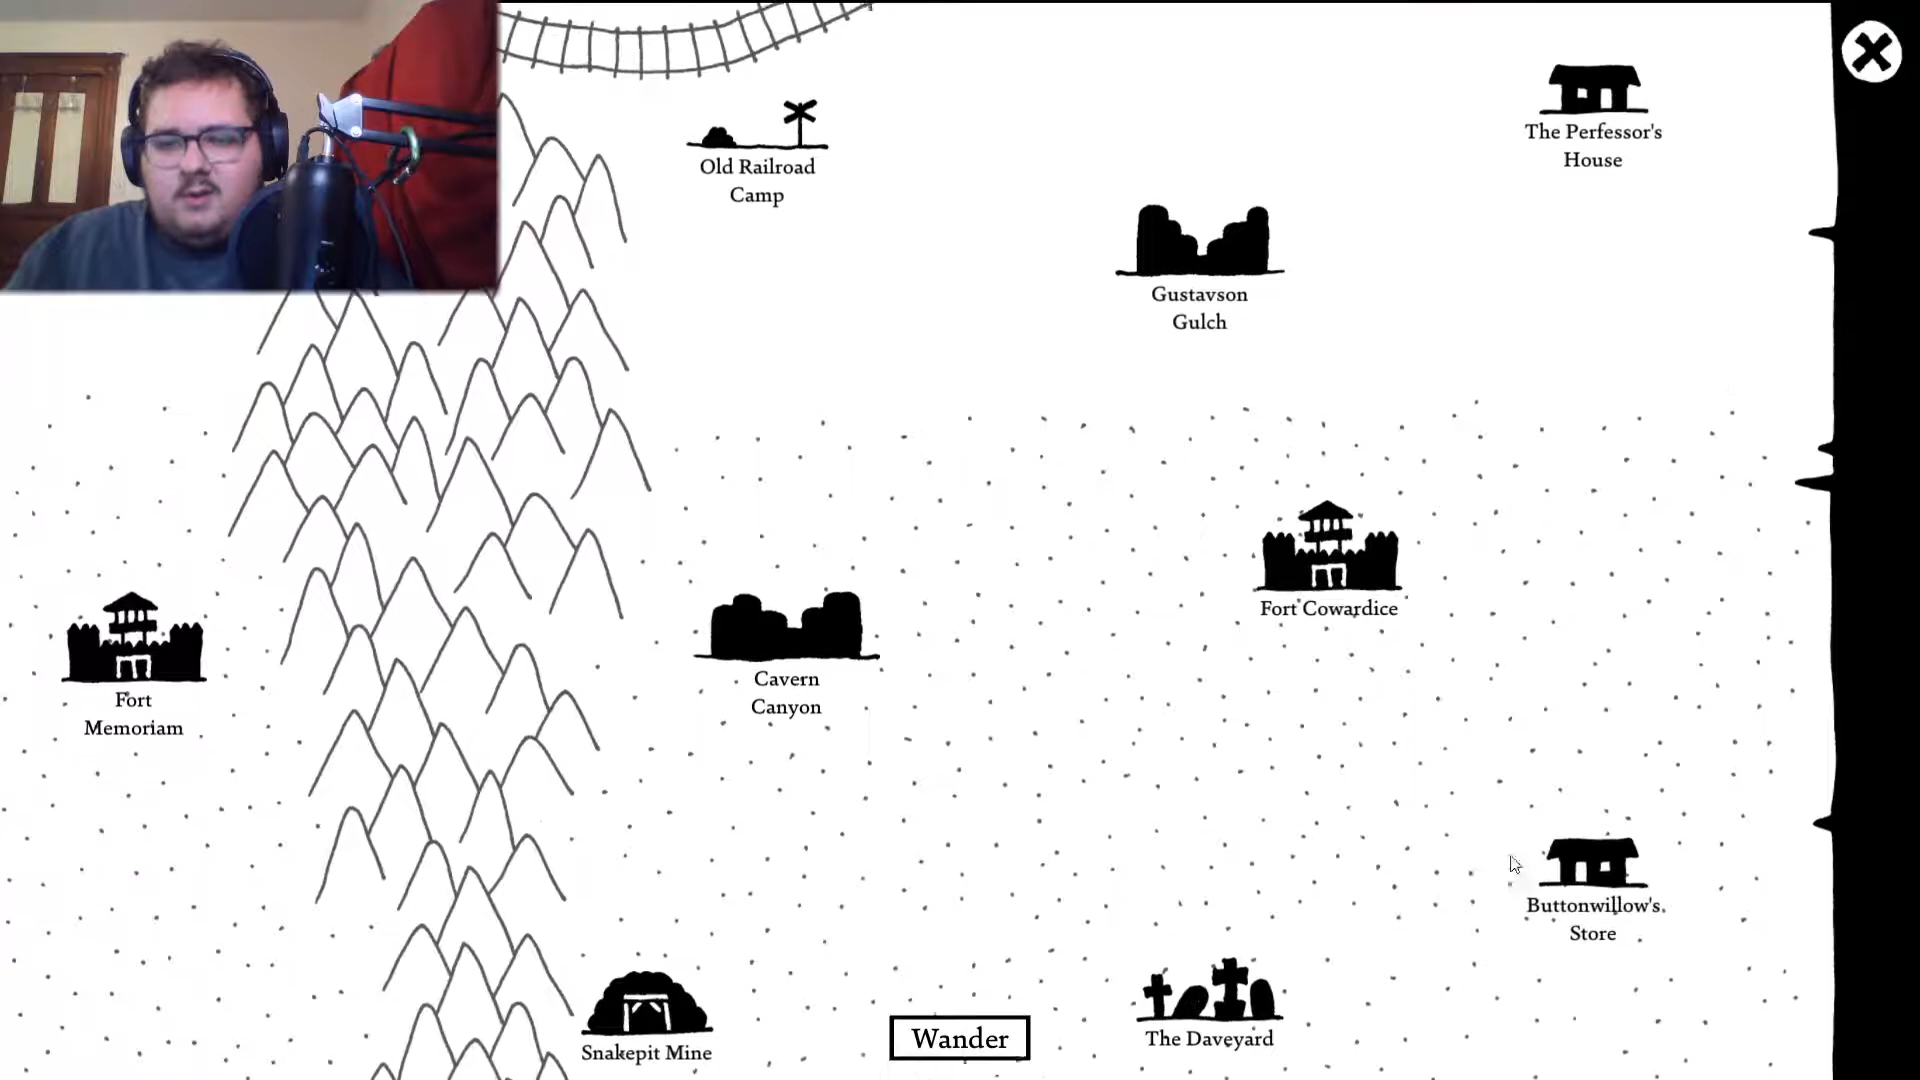 The Perfessor's
House
Old Railroad
Camp
Gustavson
Gulch
Fort Cowardice
Cavern
Canyon
Fort
Memoriam
Buttonwillow's
Store
Snakepit Mine
Wander
The Daveyard